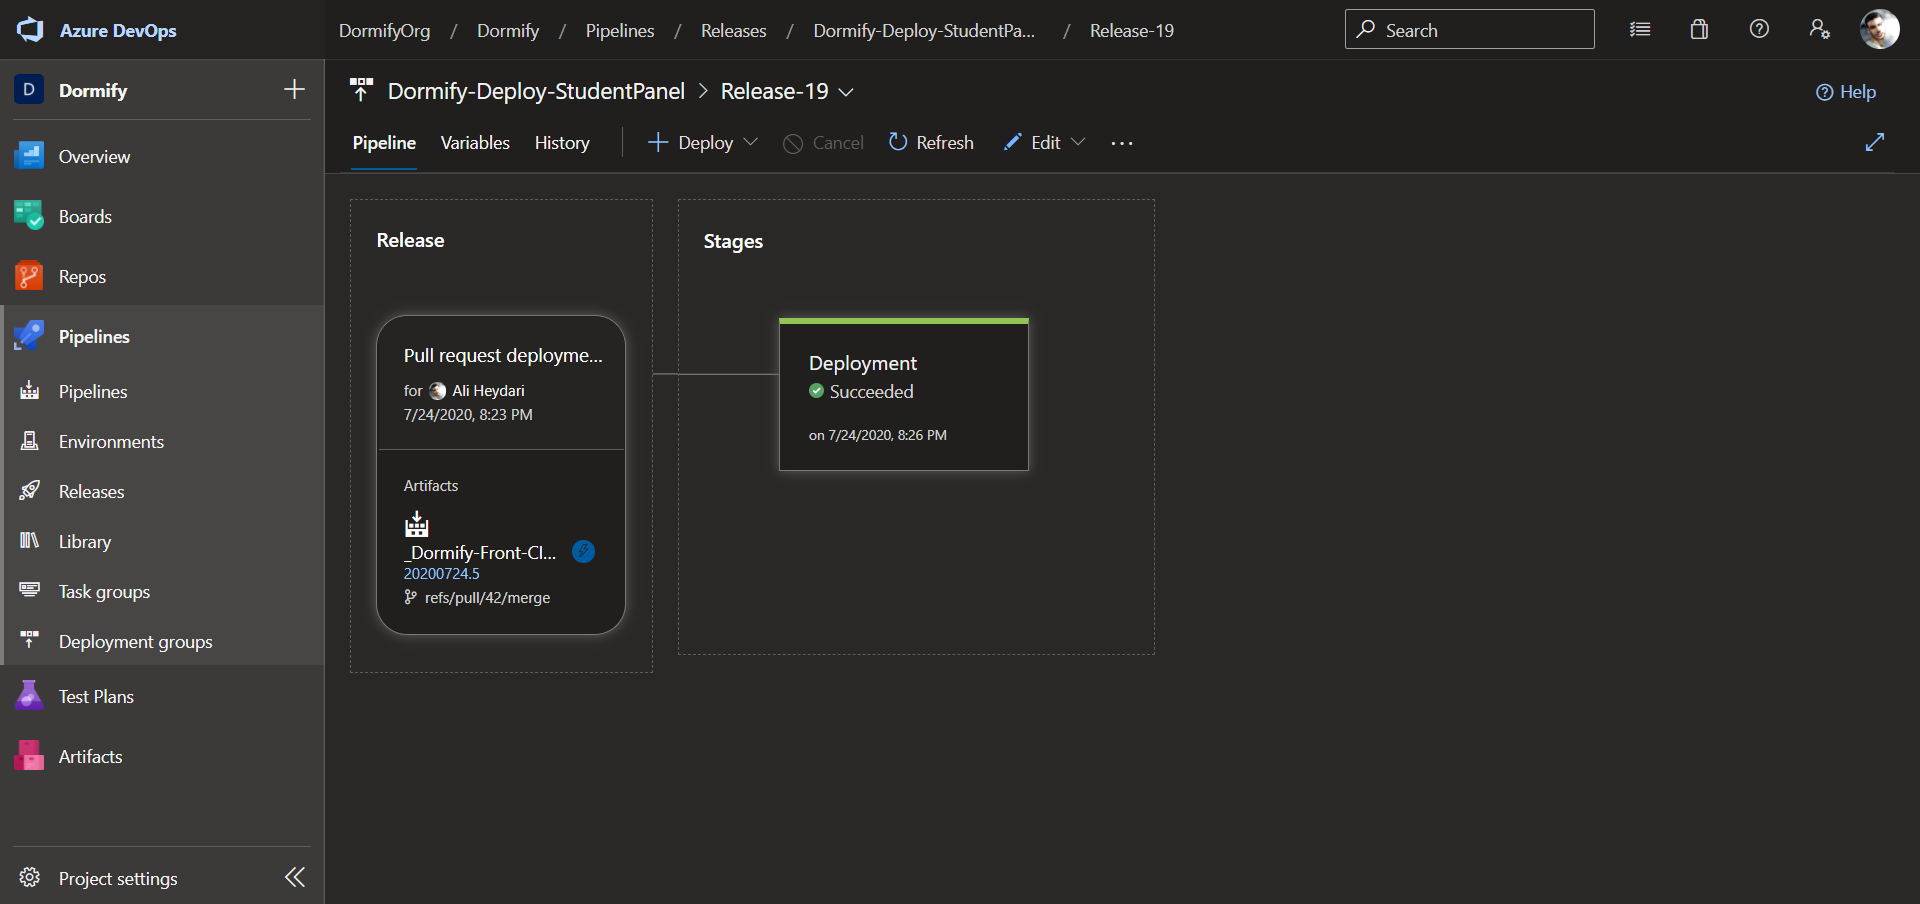 Azure DevOps
DormifyOrg / Dormify / Pipelines / Releases / Dormify-Deploy-StudentPa... / Release-19
Search
D Dormify
Overview
Boards
Repos
Pipelines
Pipelines
Environments
Releases
Library
Task groups
Deployment groups
Test Plans
Artifacts
Project settings
Dormify-Deploy-StudentPanel > Release-19
Help
Pipeline Variables History Deploy Cancel Refresh Edit ...
Release
Pull request deployme...
for Ali Heydari
7/24/2020, 8:23 PM
Artifacts
_Dormify-Front-Cl...
20200724.5
refs/pull/42/merge
Stages
Deployment
Succeeded
on 7/24/2020, 8:26 PM